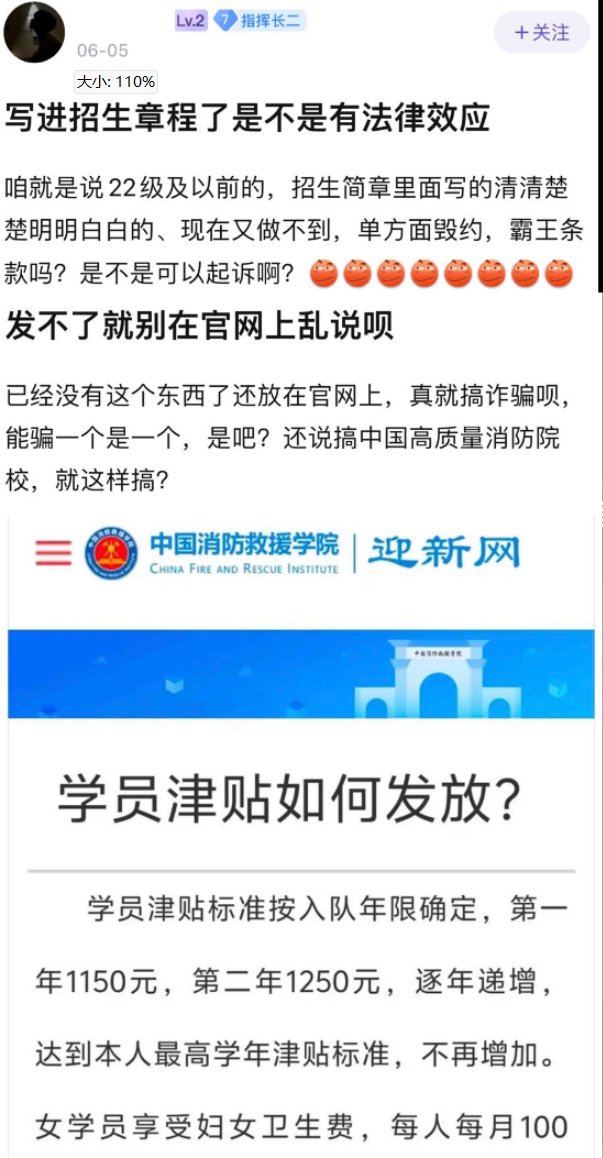 Lv.2 7 指挥长二
＋关注
06-05
大小: 110%
写进招生章程了是不是有法律效应
咱就是说22级及以前的，招生简章里面写的清清楚
楚明明白白的、现在又做不到，单方面毁约，霸王条
款吗？是不是可以起诉啊？
发不了就别在官网上乱说呗
已经没有这个东西了还放在官网上，真就搞诈骗呗，
能骗一个是一个，是吧？还说搞中国高质量消防院
校，就这样搞？
中国消防救援学院 迎新网
CHINA FIRE AND RESCUE INSTITUTE
中国消防救援学院
学员津贴如何发放？
学员津贴标准按入队年限确定，第一
年1150元，第二年1250元，逐年递增，
达到本人最高学年津贴标准，不再增加。
女学员享受妇女卫生费，每人每月100